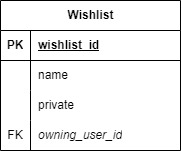 Wishlist
PK wishlist_id
name
private
FK owning_user_id